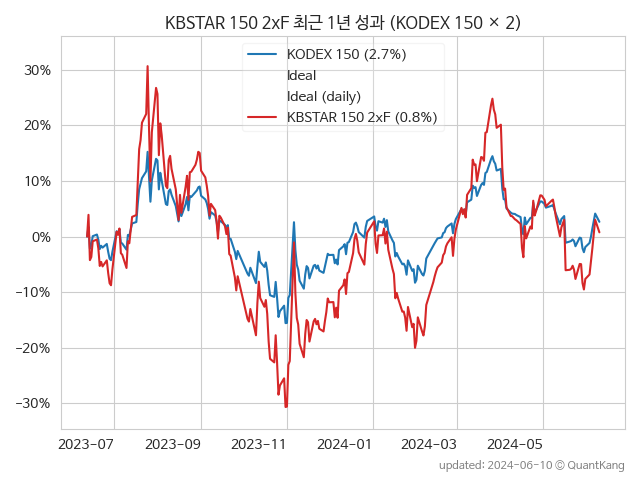 KBSTAR 150 2xF 최근 1년 성과 (KODEX 150 × 2)
KODEX 150 (2.7%)
Ideal
Ideal (daily)
KBSTAR 150 2xF (0.8%)
30%
20%
10%
0%
−10%
−20%
−30%
2023-07
2023-09
2023-11
2024-01
2024-03
2024-05
updated: 2024-06-10 © QuantKang